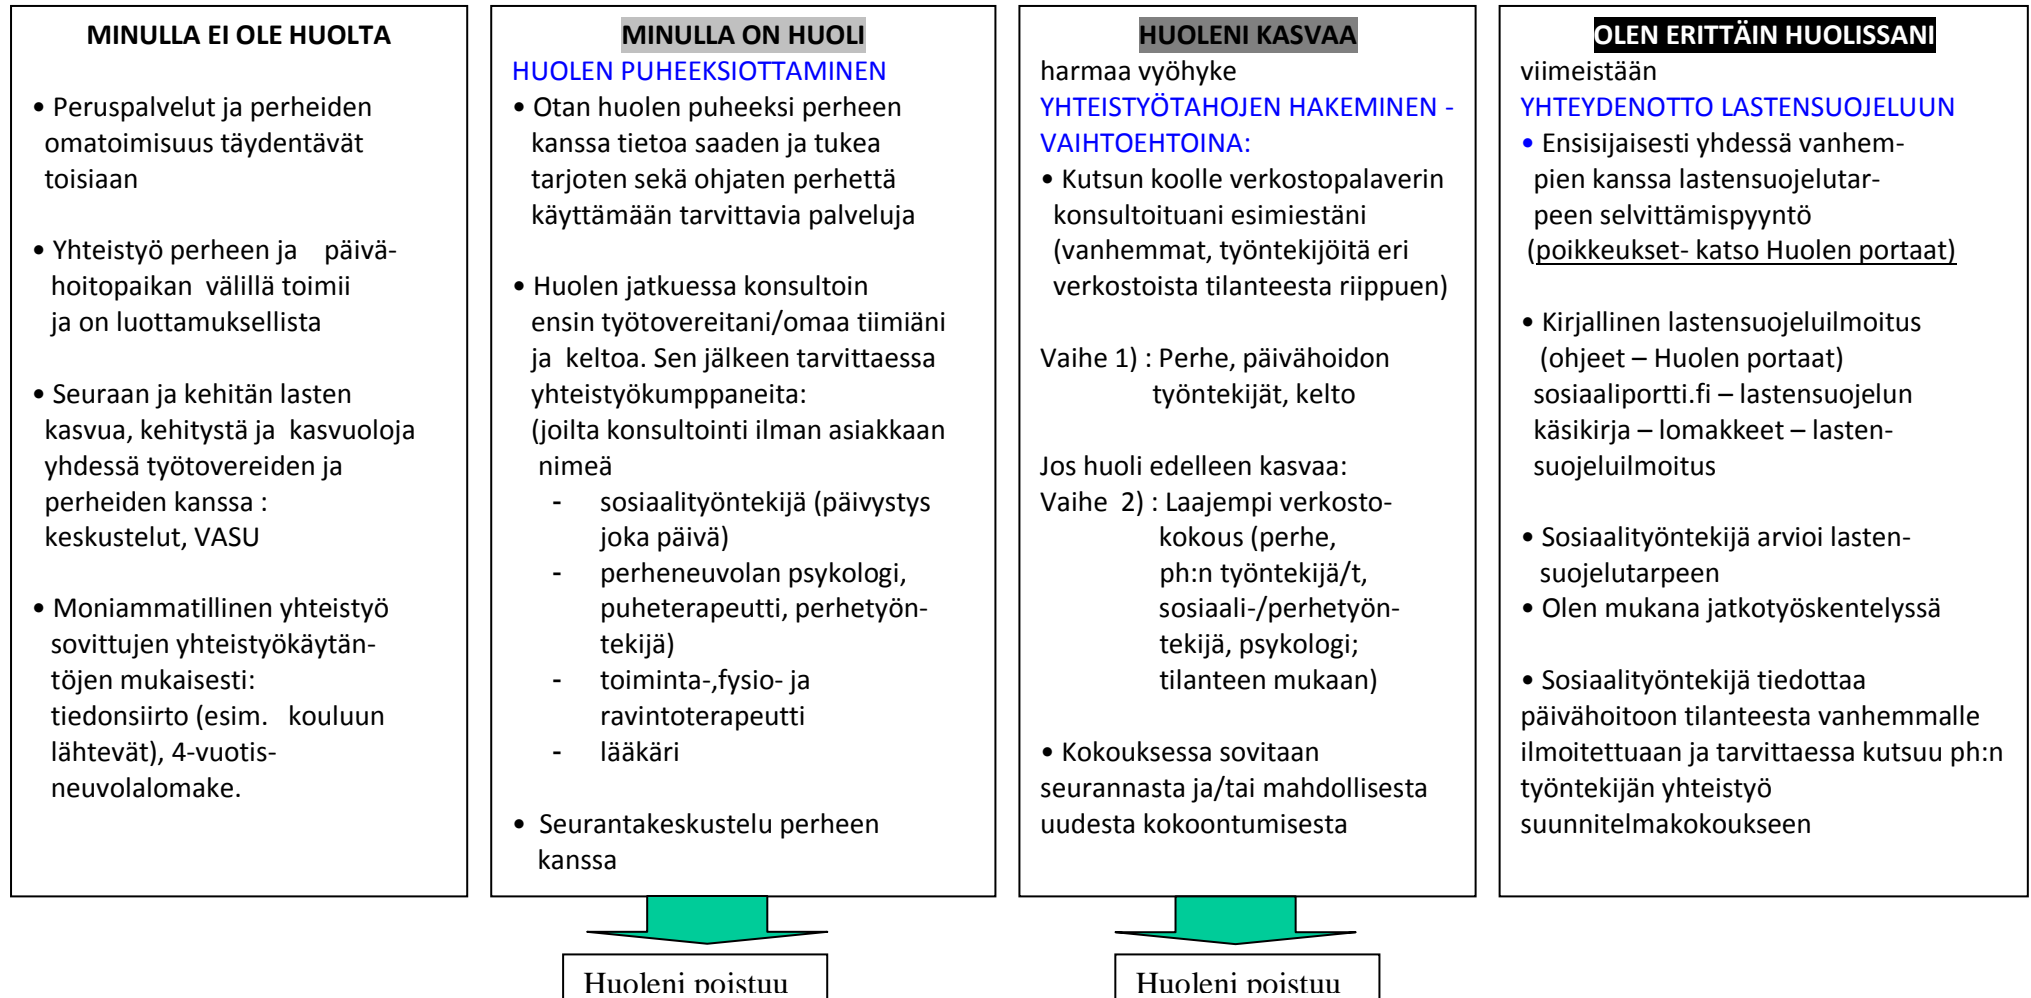 MINULLA EI OLE HUOLTA
• Peruspalvelut ja perheiden
omatoimisuus täydentävät
toisiaan
• Yhteistyö perheen ja päivä-
hoitopaikan välillä toimii
ja on luottamuksellista
• Seuraan ja kehitän lasten
kasvua, kehitystä ja kasvuoloja
yhdessä työtovereiden ja
perheiden kanssa :
keskustelut, VASU
• Moniammatillinen yhteistyö
sovittujen yhteistyökäytän-
töjen mukaisesti:
tiedonsiirto (esim. kouluun
lähtevät), 4-vuotis-
neuvolalomake.
MINULLA ON HUOLI
HUOLEN PUHEEKSIOTTAMINEN
• Otan huolen puheeksi perheen
kanssa tietoa saaden ja tukea
tarjoten sekä ohjaten perhettä
käyttämään tarvittavia palveluja
• Huolen jatkuessa konsultoin
ensin työtovereitani/omaa tiimiäni
ja keltoa. Sen jälkeen tarvittaessa
yhteistyökumppaneita:
(joilta konsultointi ilman asiakkaan
nimeä
- sosiaalityöntekijä (päivystys
joka päivä)
- perheneuvolan psykologi,
puheterapeutti, perhetyön-
tekijä)
- toiminta-,fysio- ja
ravintoterapeutti
- lääkäri
• Seurantakeskustelu perheen
kanssa
Huoleni poistuu
HUOLENI KASVAA
harmaa vyöhyke
YHTEISTYÖTAHOJEN HAKEMINEN -
VAIHTOEHTOINA:
• Kutsun koolle verkostopalaverin
konsultoituani esimiestäni
(vanhemmat, työntekijöitä eri
verkostoista tilanteesta riippuen)
Vaihe 1) : Perhe, päivähoidon
työntekijät, kelto
Jos huoli edelleen kasvaa:
Vaihe 2) : Laajempi verkosto-
kokous (perhe,
ph:n työntekijä/t,
sosiaali-/perhetyön-
tekijä, psykologi;
tilanteen mukaan)
• Kokouksessa sovitaan
seurannasta ja/tai mahdollisesta
uudesta kokoontumisesta
Huoleni poistuu
OLEN ERITTÄIN HUOLISSANI
viimeistään
YHTEYDENOTTO LASTENSUOJELUUN
• Ensisijaisesti yhdessä vanhem-
pien kanssa lastensuojelutar-
peen selvittämispyyntö
(poikkeukset- katso Huolen portaat)
• Kirjallinen lastensuojeluilmoitus
(ohjeet – Huolen portaat)
sosiaaliportti.fi – lastensuojelun
käsikirja – lomakkeet – lasten-
suojeluilmoitus
• Sosiaalityöntekijä arvioi lasten-
suojelutarpeen
• Olen mukana jatkotyöskentelyssä
• Sosiaalityöntekijä tiedottaa
päivähoitoon tilanteesta vanhemmalle
ilmoitettuaan ja tarvittaessa kutsuu ph:n
työntekijän yhteistyö
suunnitelmakokoukseen